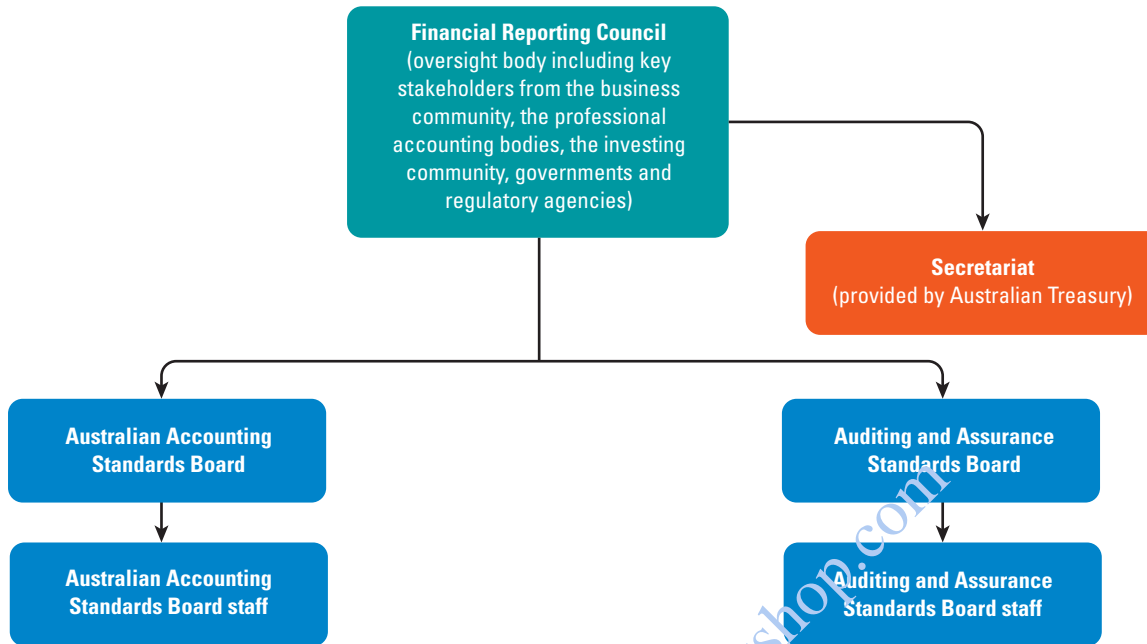 Financial Reporting Council
(oversight body including key
stakeholders from the business
community, the professional
accounting bodies, the investing
community, governments and
regulatory agencies)
Secretariat
(provided by Australian Treasury)
Australian Accounting
Standards Board
Auditing and Assurance
Standards Board
Australian Accounting
Standards Board staff
Auditing and Assurance
Standards Board staff
shop.com